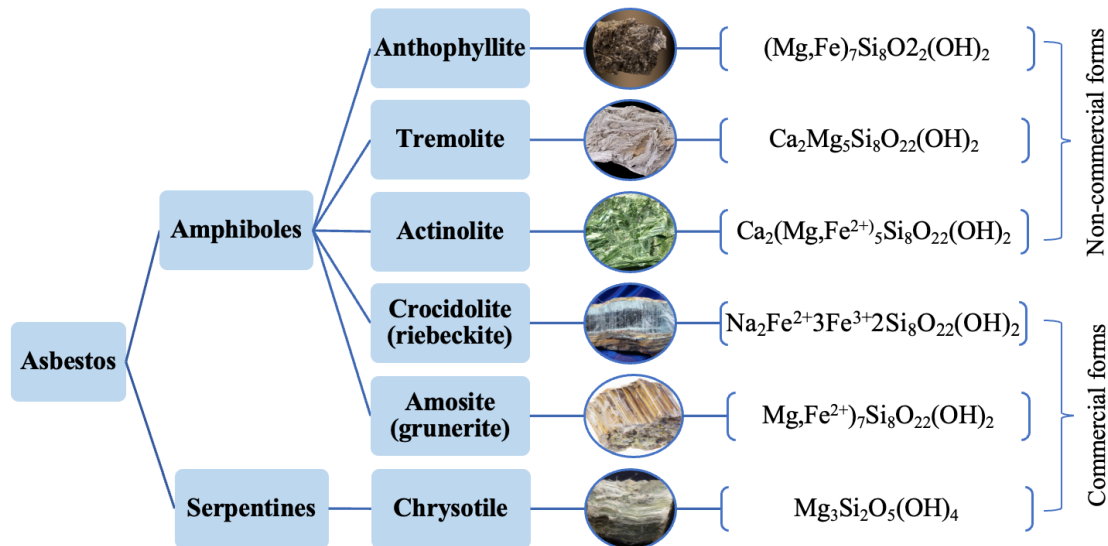 Anthophyllite
(Mg,Fe)₇Si₈O2₂(OH)₂
Tremolite
Ca₂Mg₅Si₈O₂₂(OH)₂
Amphiboles
Actinolite
Ca₂(Mg,Fe²⁺⁾₅Si₈O₂₂(OH)₂
Non-commercial forms
Asbestos
Crocidolite
(riebeckite)
Na₂Fe²⁺3Fe³⁺2Si₈O₂₂(OH)₂
Amosite
(grunerite)
Mg,Fe²⁺)₇Si₈O₂₂(OH)₂
Serpentines
Chrysotile
Mg₃Si₂O₅(OH)₄
Commercial forms